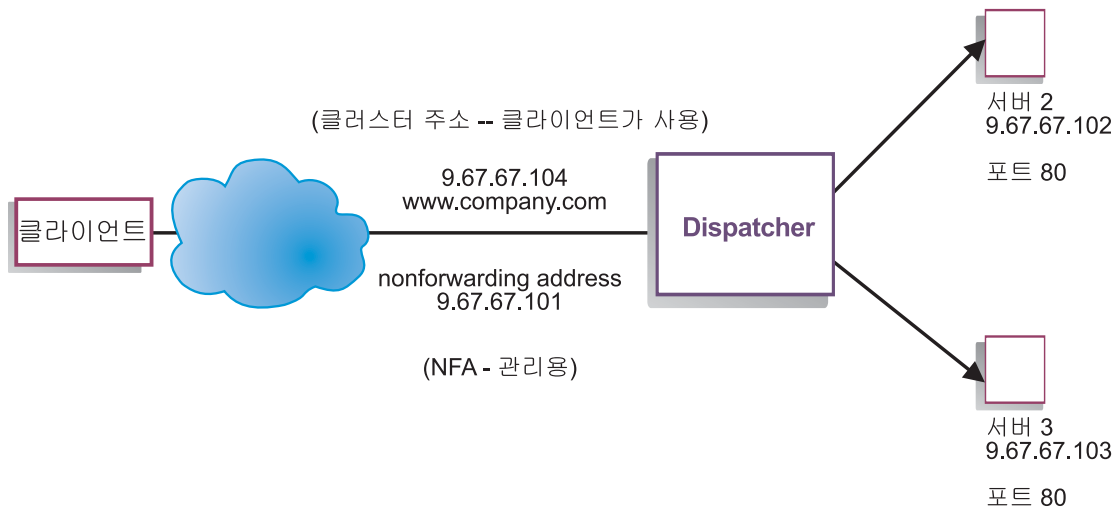 (클러스터 주소 -- 클라이언트가 사용)
9.67.67.104
www.company.com
클라이언트
nonforwarding address
9.67.67.101
(NFA - 관리용)
Dispatcher
서버 2
9.67.67.102
포트 80
서버 3
9.67.67.103
포트 80